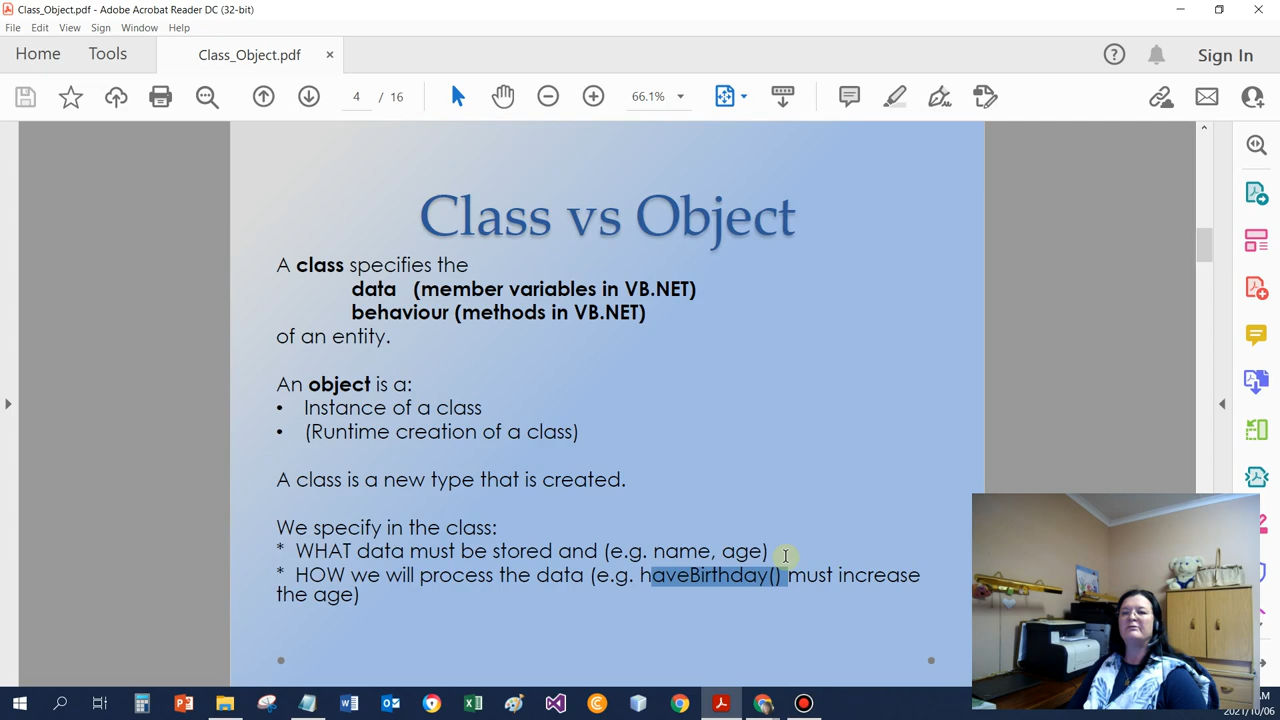 Class_Object.pdf - Adobe Acrobat Reader DC (32-bit)
File Edit View Sign Window Help
Home Tools Class_Object.pdf × Sign In
4 / 16 66.1%
Class vs Object
A class specifies the
data (member variables in VB.NET)
behaviour (methods in VB.NET)
of an entity.
An object is a:
• Instance of a class
• (Runtime creation of a class)
A class is a new type that is created.
We specify in the class:
* WHAT data must be stored and (e.g. name, age)
* HOW we will process the data (e.g. haveBirthday() must increase
the age)
2021/10/06